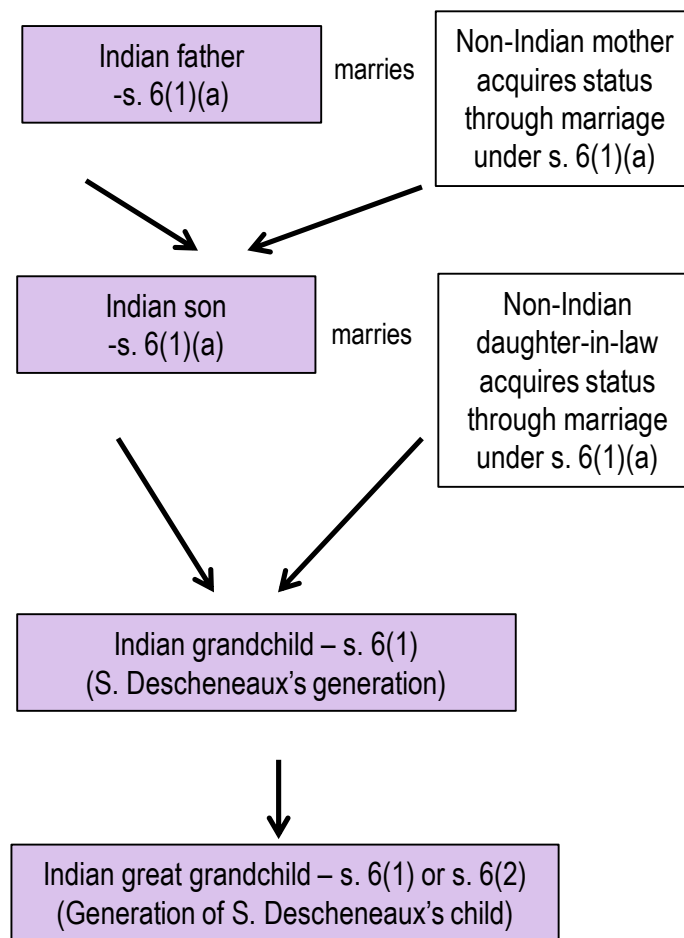 Indian father
-s. 6(1)(a)
marries
Non-Indian mother
acquires status
through marriage
under s. 6(1)(a)
Indian son
-s. 6(1)(a)
marries
Non-Indian
daughter-in-law
acquires status
through marriage
under s. 6(1)(a)
Indian grandchild – s. 6(1)
(S. Descheneaux’s generation)
Indian great grandchild – s. 6(1) or s. 6(2)
(Generation of S. Descheneaux’s child)